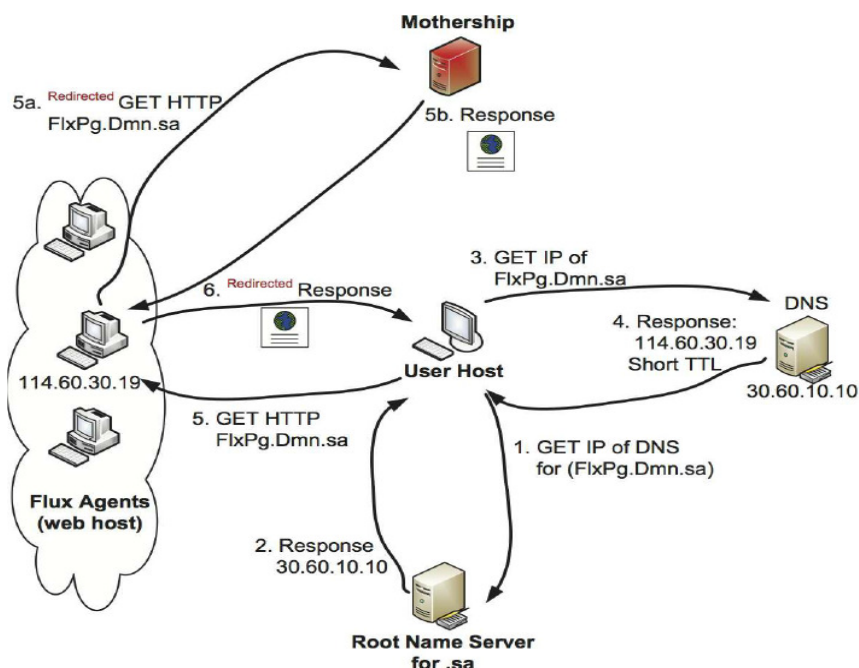 Mothership
5a. Redirected GET HTTP
FlxPg.Dmn.sa
5b. Response
3. GET IP of
FlxPg.Dmn.sa
6. Redirected Response
DNS
4. Response:
114.60.30.19
Short TTL
30.60.10.10
User Host
114.60.30.19
5. GET HTTP
FlxPg.Dmn.sa
1. GET IP of DNS
for (FlxPg.Dmn.sa)
Flux Agents
(web host)
2. Response
30.60.10.10
Root Name Server
for .sa